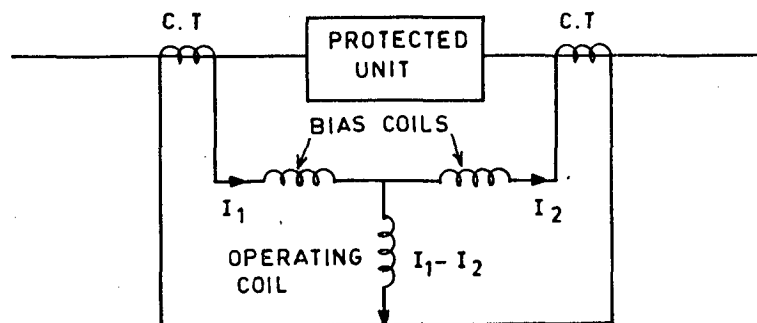 C.T
C.T
PROTECTED
UNIT
BIAS COILS
I₁
I₂
OPERATING
COIL
I₁- I₂